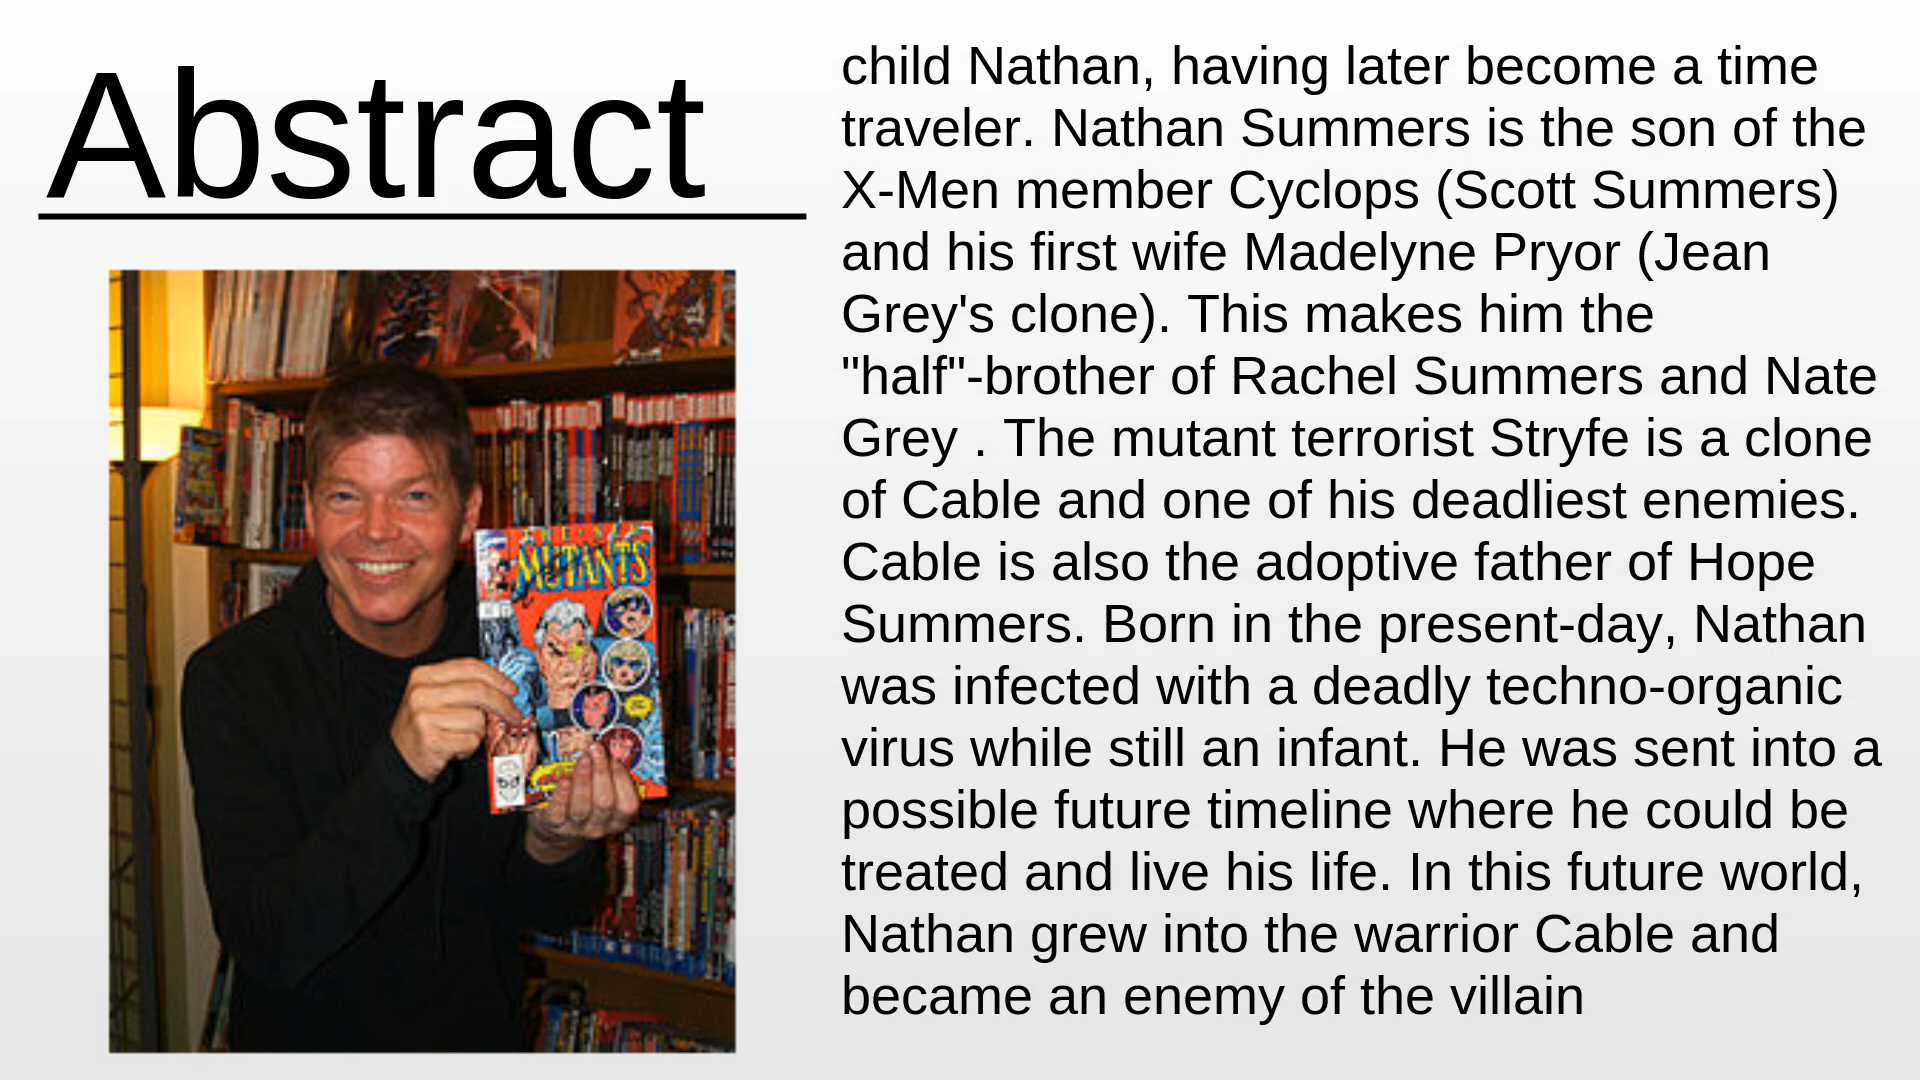 Abstract
child Nathan, having later become a time
traveler. Nathan Summers is the son of the
X-Men member Cyclops (Scott Summers)
and his first wife Madelyne Pryor (Jean
Grey's clone). This makes him the
"half"-brother of Rachel Summers and Nate
Grey . The mutant terrorist Stryfe is a clone
of Cable and one of his deadliest enemies.
Cable is also the adoptive father of Hope
Summers. Born in the present-day, Nathan
was infected with a deadly techno-organic
virus while still an infant. He was sent into a
possible future timeline where he could be
treated and live his life. In this future world,
Nathan grew into the warrior Cable and
became an enemy of the villain
MUTANTS